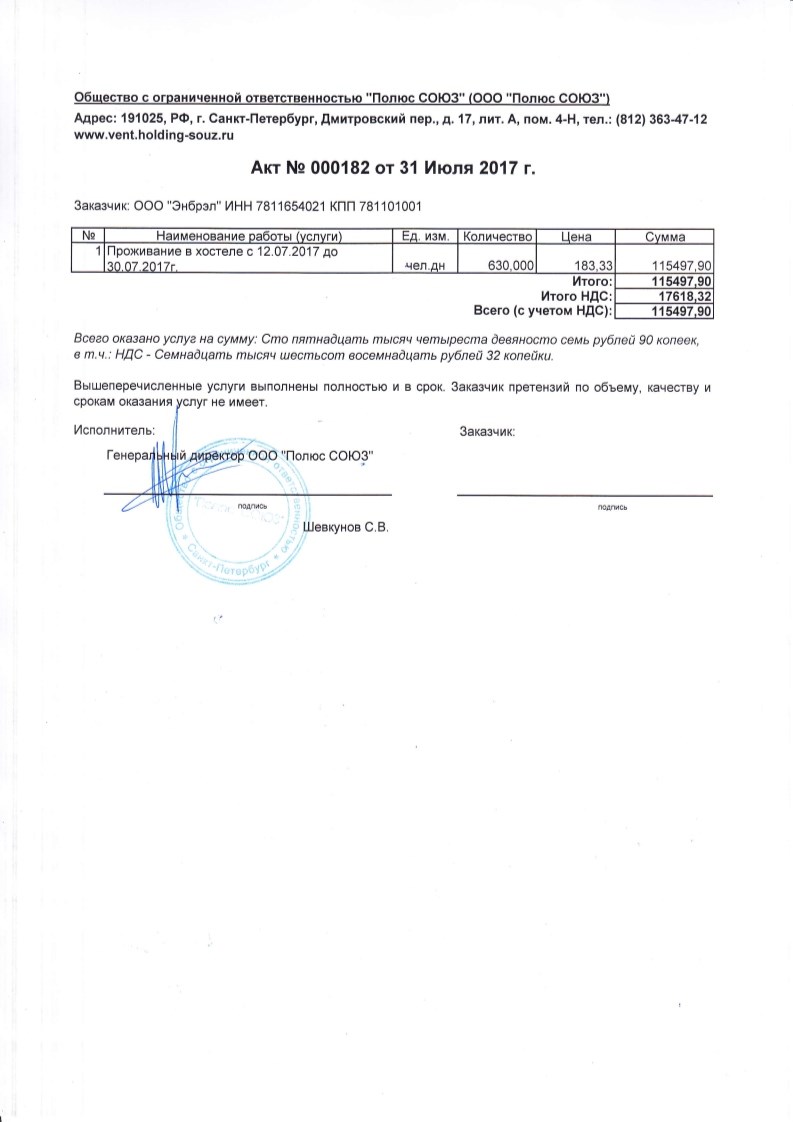 Общество с ограниченной ответственностью "Полюс СОЮЗ" (ООО "Полюс СОЮЗ")
Адрес: 191025, РФ, г. Санкт-Петербург, Дмитровский пер., д. 17, лит. А, пом. 4-Н, тел.: (812) 363-47-12
www.vent.holding-souz.ru
Акт № 000182 от 31 Июля 2017 г.
Заказчик: ООО "Энбрэл" ИНН 7811654021 КПП 781101001
№ Наименование работы (услуги) Ед. изм. Количество Цена Сумма
1 Проживание в хостеле с 12.07.2017 до
30.07.2017г. чел.дн 630,000 183,33 115497,90
Итого: 115497,90
Итого НДС: 17618,32
Всего (с учетом НДС): 115497,90
Всего оказано услуг на сумму: Сто пятнадцать тысяч четыреста девяносто семь рублей 90 копеек,
в т.ч.: НДС - Семнадцать тысяч шестьсот восемнадцать рублей 32 копейки.
Вышеперечисленные услуги выполнены полностью и в срок. Заказчик претензий по объему, качеству и
срокам оказания услуг не имеет.
Исполнитель: Заказчик:
Генеральный директор ООО "Полюс СОЮЗ"
подпись подпись
Шевкунов С.В.
ответственностью
Санкт-Петербург